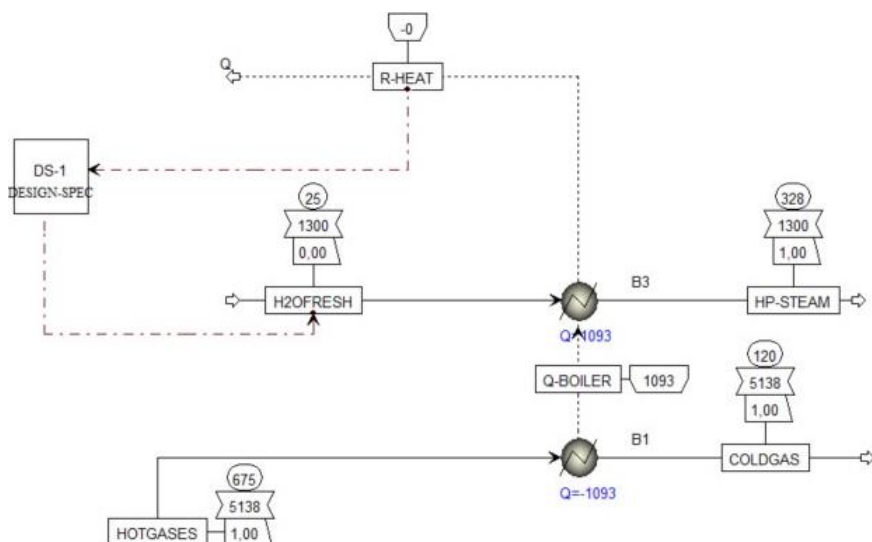 -0
Q
R-HEAT
DS-1
DESIGN-SPEC
25
1300
0,00
H2OFRESH
B3
328
1300
1,00
HP-STEAM
Q=1093
Q-BOILER
1093
120
5138
1,00
B1
COLDGAS
Q=-1093
675
5138
1,00
HOTGASES